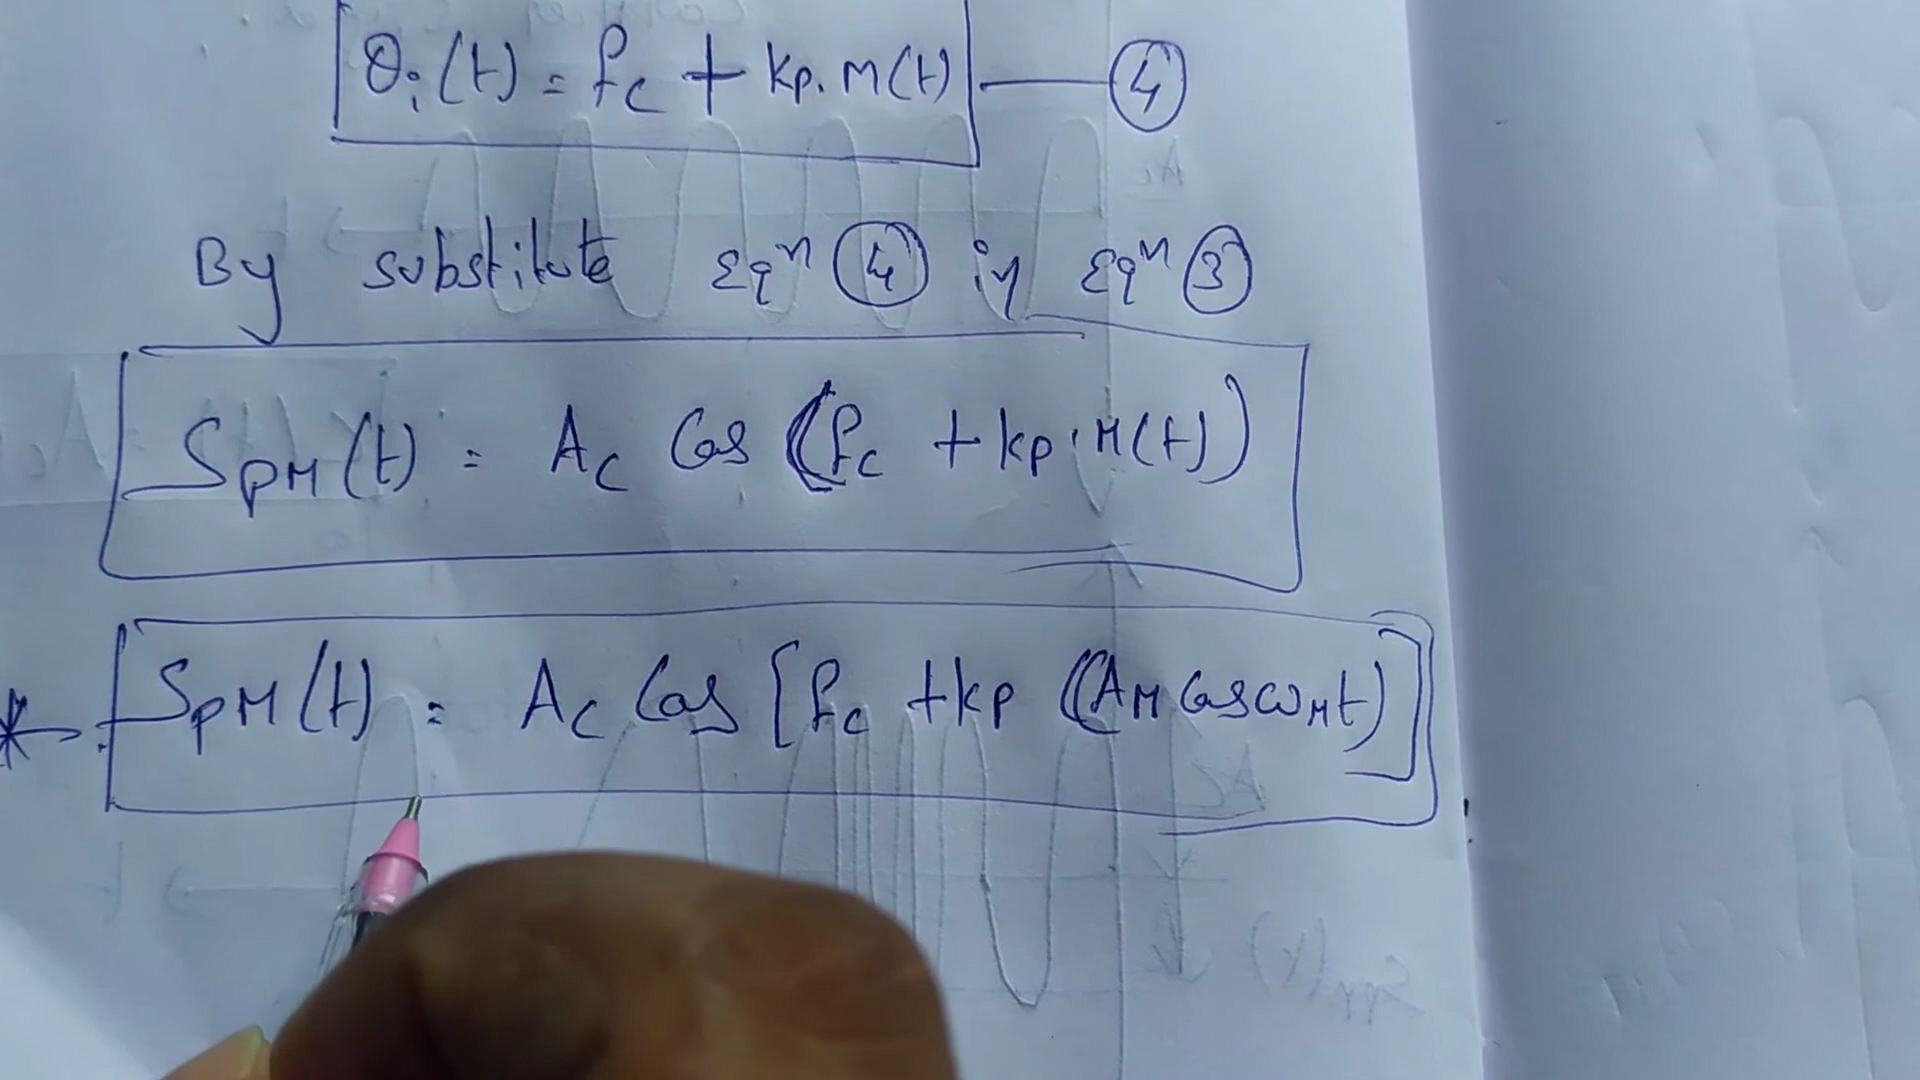 θi(t) = fc + kp. m(t) — ④
By substitute Eqⁿ ④ in Eqⁿ ③
SPM(t) = Ac Cos (fc + kp . M(t))
* SPM(t) = Ac Cos [fc + kp ((AM Cos ωMt)]